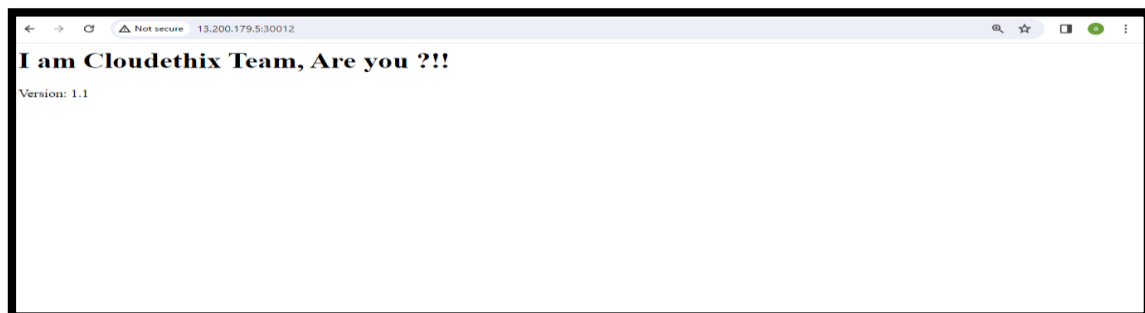 Not secure 13.200.179.5:30012
I am Cloudethix Team, Are you ?!!
Version: 1.1